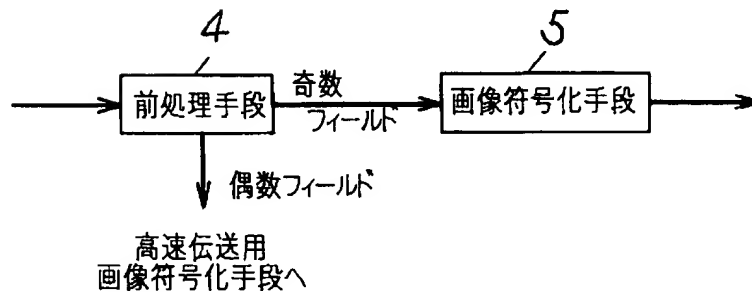 4
5
前処理手段
奇数
フィールド
画像符号化手段
偶数フィールド
高速伝送用
画像符号化手段へ